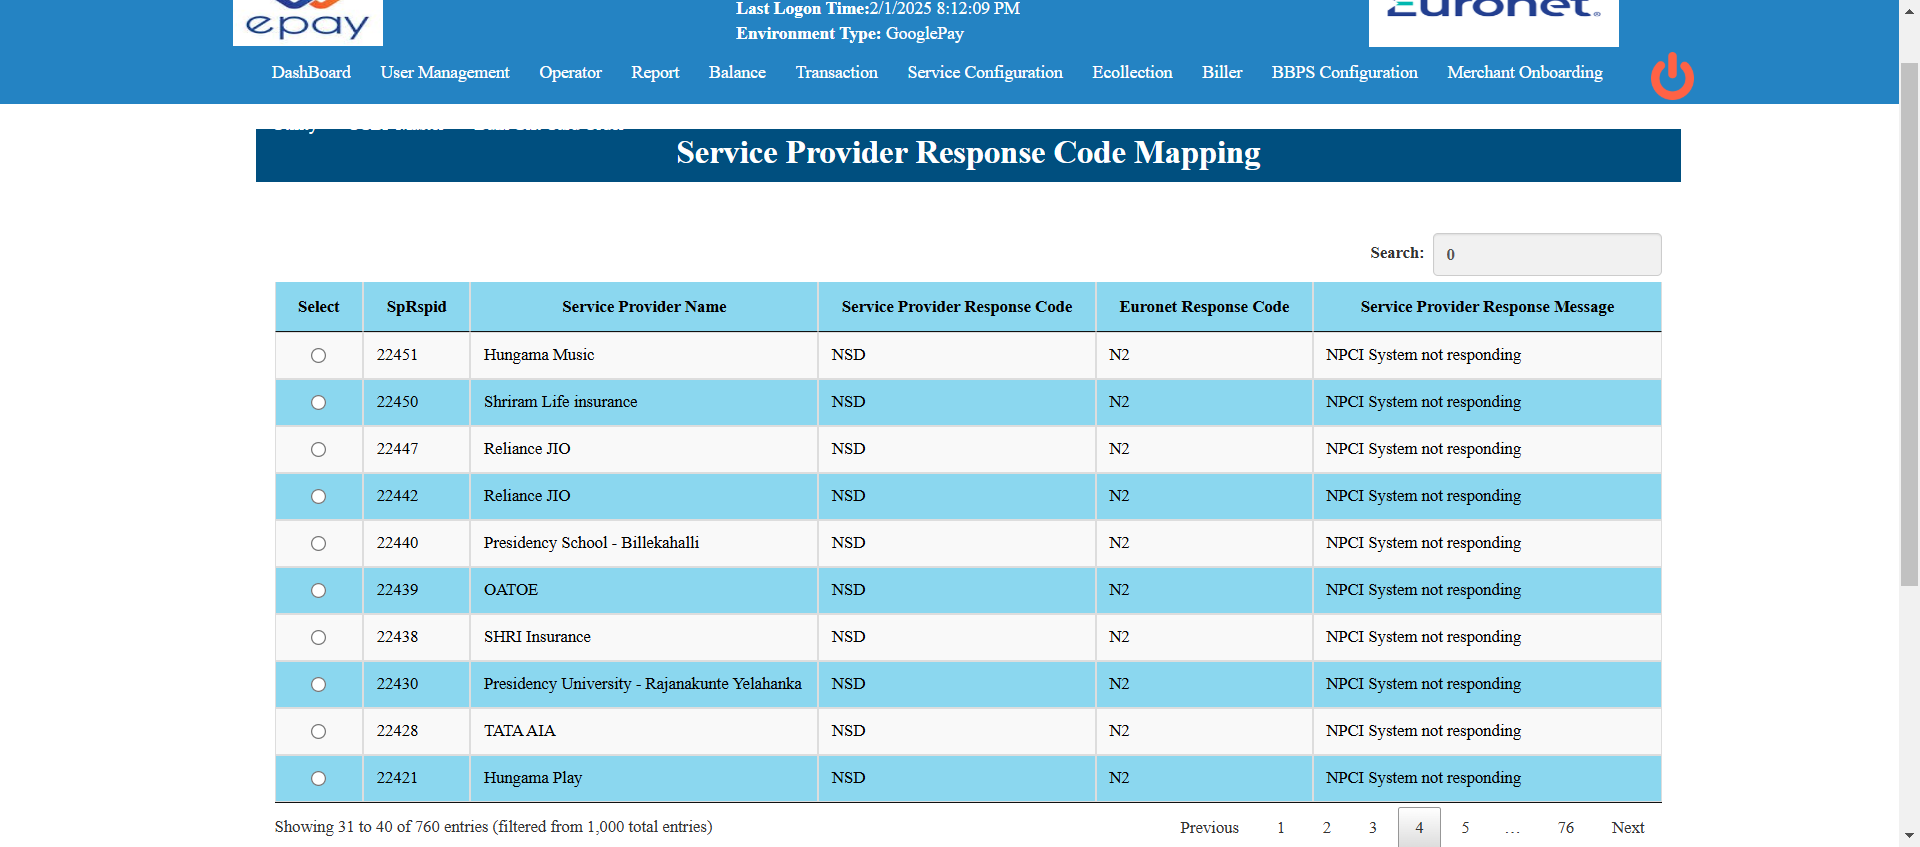 epay
Last Logon Time:2/1/2025 8:12:09 PM
Euronet®
Environment Type: GooglePay
DashBoard User Management Operator Report Balance Transaction Service Configuration Ecollection Biller BBPS Configuration Merchant Onboarding
Service Provider Response Code Mapping
Search: 0
Select SpRspid Service Provider Name Service Provider Response Code Euronet Response Code Service Provider Response Message
22451 Hungama Music NSD N2 NPCI System not responding
22450 Shriram Life insurance NSD N2 NPCI System not responding
22447 Reliance JIO NSD N2 NPCI System not responding
22442 Reliance JIO NSD N2 NPCI System not responding
22440 Presidency School - Billekahalli NSD N2 NPCI System not responding
22439 OATOE NSD N2 NPCI System not responding
22438 SHRI Insurance NSD N2 NPCI System not responding
22430 Presidency University - Rajanakunte Yelahanka NSD N2 NPCI System not responding
22428 TATA AIA NSD N2 NPCI System not responding
22421 Hungama Play NSD N2 NPCI System not responding
Showing 31 to 40 of 760 entries (filtered from 1,000 total entries) Previous 1 2 3 4 5 … 76 Next